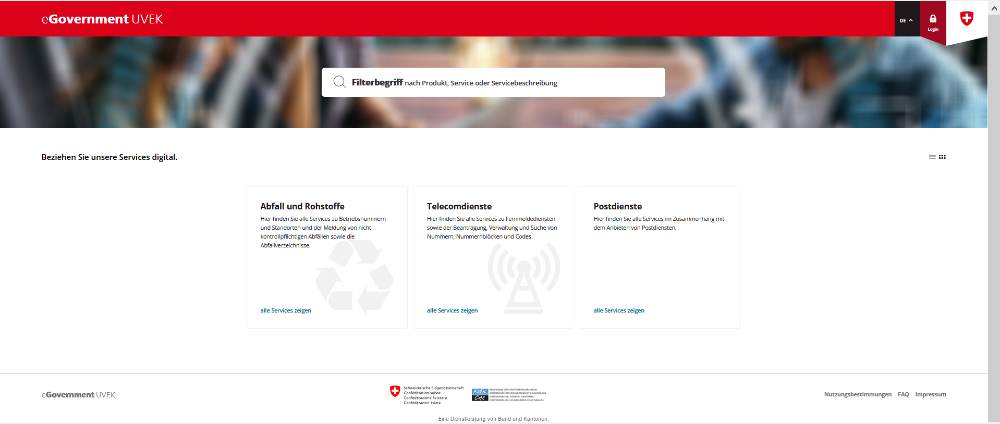 eGovernment UVEK
DE
Login
Filterbegriff nach Produkt, Service oder Servicebeschreibung
Beziehen Sie unsere Services digital.
Abfall und Rohstoffe
Hier finden Sie alle Services zu Betriebsnummern
und Standorten und der Meldung von nicht
kontrollpflichtigen Abfällen sowie die
Abfallverzeichnisse.
alle Services zeigen
Telecomdienste
Hier finden Sie alle Services zu Fernmeldediensten
sowie der Beantragung, Verwaltung und Suche von
Nummern, Nummernblöcken und Codes.
alle Services zeigen
Postdienste
Hier finden Sie alle Services im Zusammenhang mit
dem Anbieten von Postdiensten.
alle Services zeigen
eGovernment UVEK
Schweizerische Eidgenossenschaft
Confédération suisse
Confederazione Svizzera
Confederaziun svizra
KdK
CdC
KONFERENZ DER KANTONSREGIERUNGEN
CONFERENCE DES GOUVERNEMENTS CANTONAUX
CONFERENZA DEI GOVERNI CANTONALI
CONFERENZA DA LAS REGENZAS CHANTUNALAS
Nutzungsbestimmungen FAQ Impressum
Eine Dienstleistung von Bund und Kantonen.